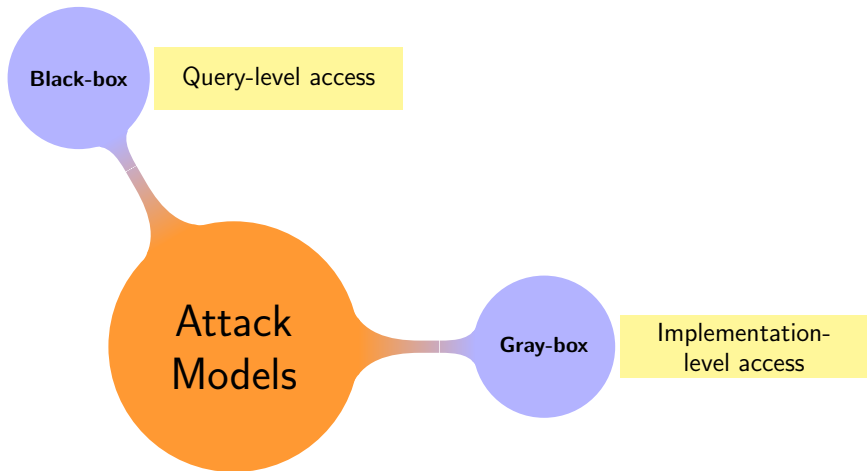 Black-box
Query-level access
Attack
Models
Gray-box
Implementation-
level access